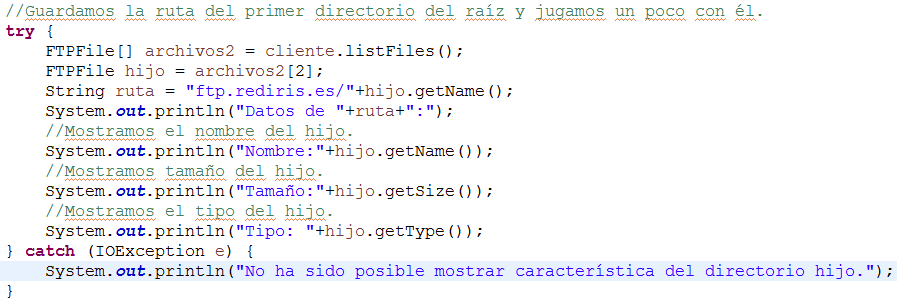 //Guardamos la ruta del primer directorio del raíz y jugamos un poco con él.
try {
    FTPFile[] archivos2 = cliente.listFiles();
    FTPFile hijo = archivos2[2];
    String ruta = "ftp.rediris.es/"+hijo.getName();
    System.out.println("Datos de "+ruta+":");
    //Mostramos el nombre del hijo.
    System.out.println("Nombre:"+hijo.getName());
    //Mostramos tamaño del hijo.
    System.out.println("Tamaño:"+hijo.getSize());
    //Mostramos el tipo del hijo.
    System.out.println("Tipo: "+hijo.getType());
} catch (IOException e) {
    System.out.println("No ha sido posible mostrar característica del directorio hijo.");
}